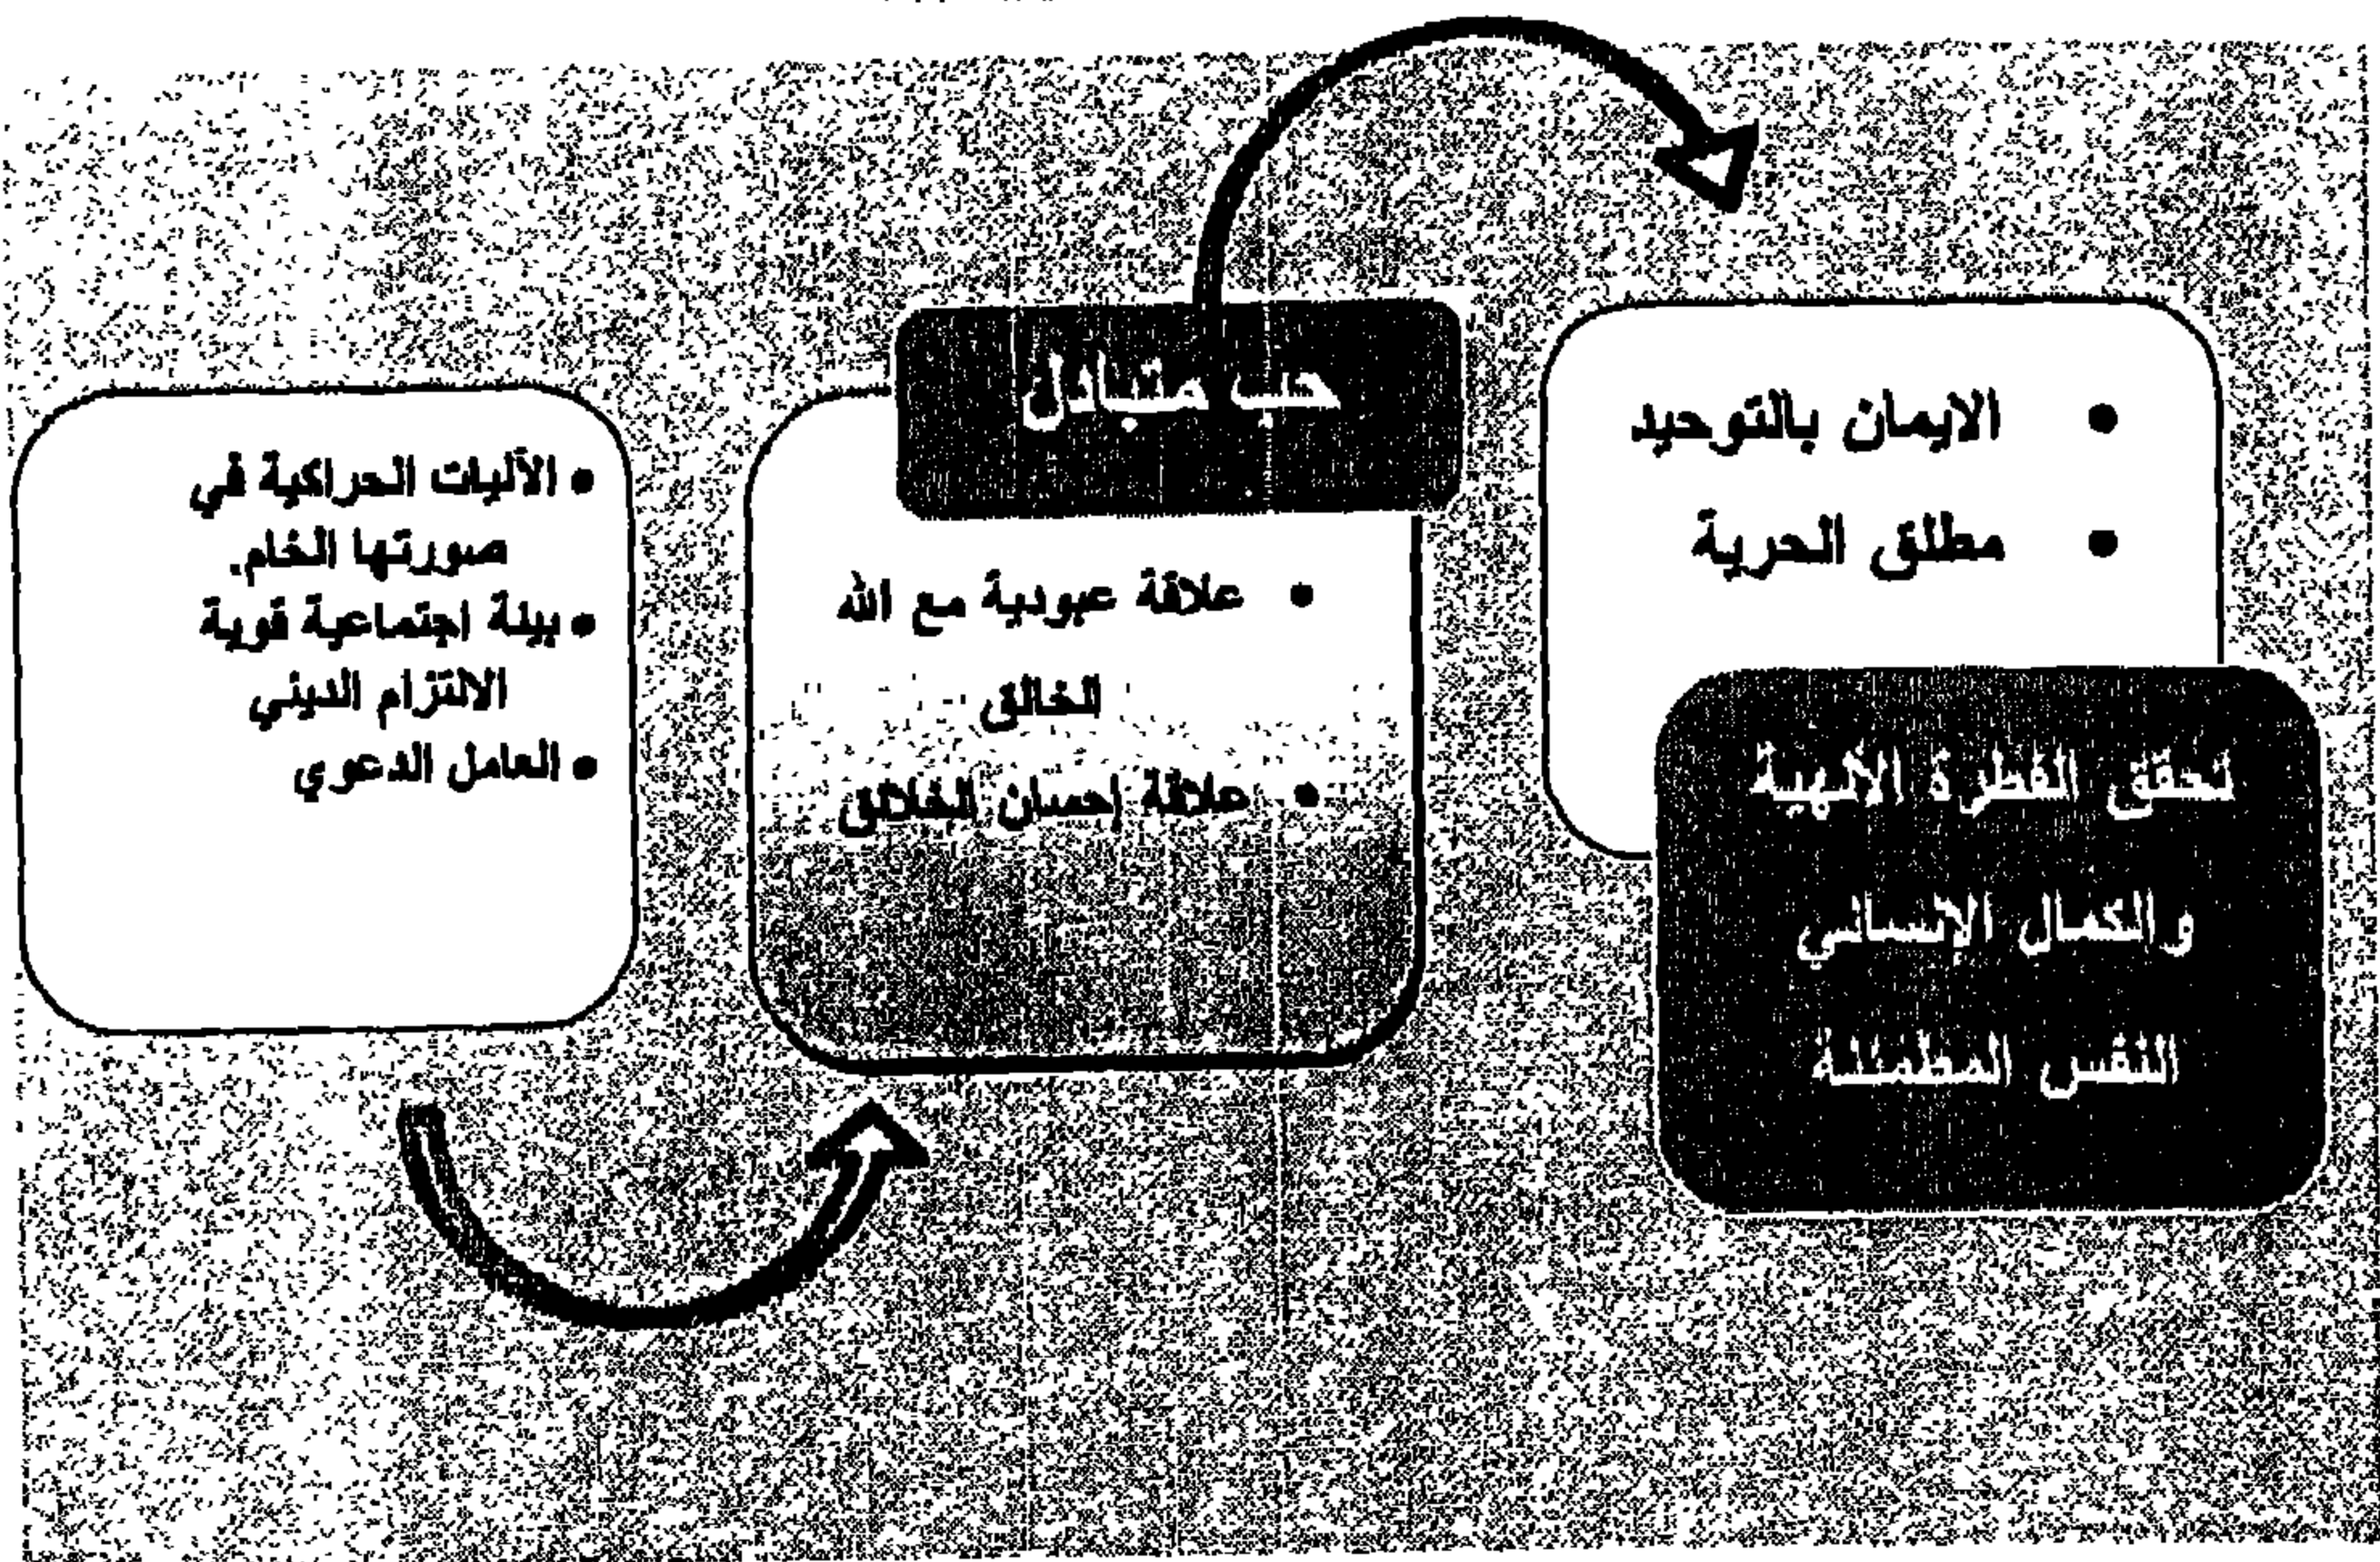 • الآليات الحراكية في
صورتها الخام.
• بيئة اجتماعية قوية
الالتزام الديني
• العامل الدعوي
حب متبادل
• علاقة عبودية مع الله
الخالق
• علاقة إحسان الخلائق
• الايمان بالتوحيد
• مطلق الحرية
تحقق الفطرة الالهية
والكمال الإنساني
النفس المطمئنة